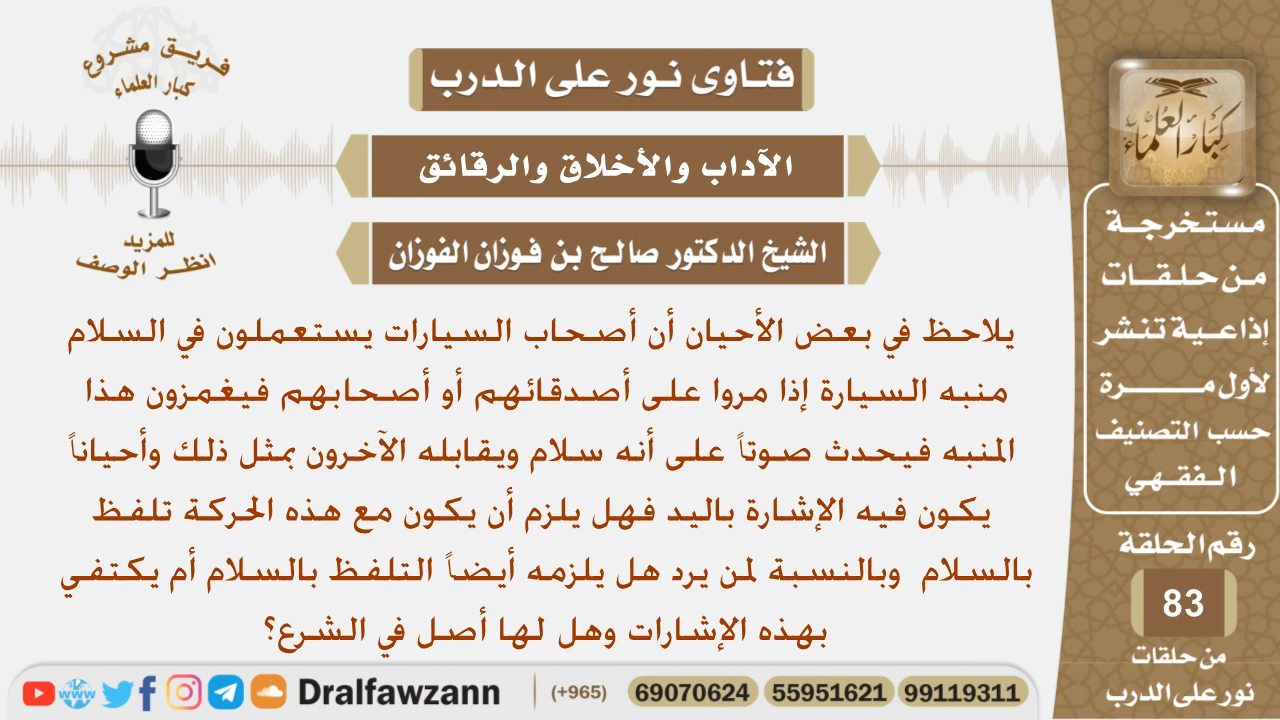 فريق مشروع
كبار العلماء
للمزيد
انظر الوصف
فتاوى نور على الدرب
الآداب والأخلاق والرقائق
الشيخ الدكتور صالح بن فوزان الفوزان
يلاحظ في بعض الأحيان أن أصحاب السيارات يستعملون في السلام
منبه السيارة إذا مروا على أصدقائهم أو أصحابهم فيغمزون هذا
المنبه فيحدث صوتاً على أنه سلام ويقابله الآخرون بمثل ذلك وأحياناً
يكون فيه الإشارة باليد فهل يلزم أن يكون مع هذه الحركة تلفظ
بالسلام وبالنسبة لمن يرد هل يلزمه أيضاً التلفظ بالسلام أم يكتفي
بهذه الإشارات وهل لها أصل في الشرع؟
كبار العلماء
مستخرجة
من حلقات
إذاعية تنشر
لأول مرة
حسب التصنيف
الفقهي
رقم الحلقة
83
من حلقات
نور على الدرب
www Dralfawzann (+965) 69070624 55951621 99119311